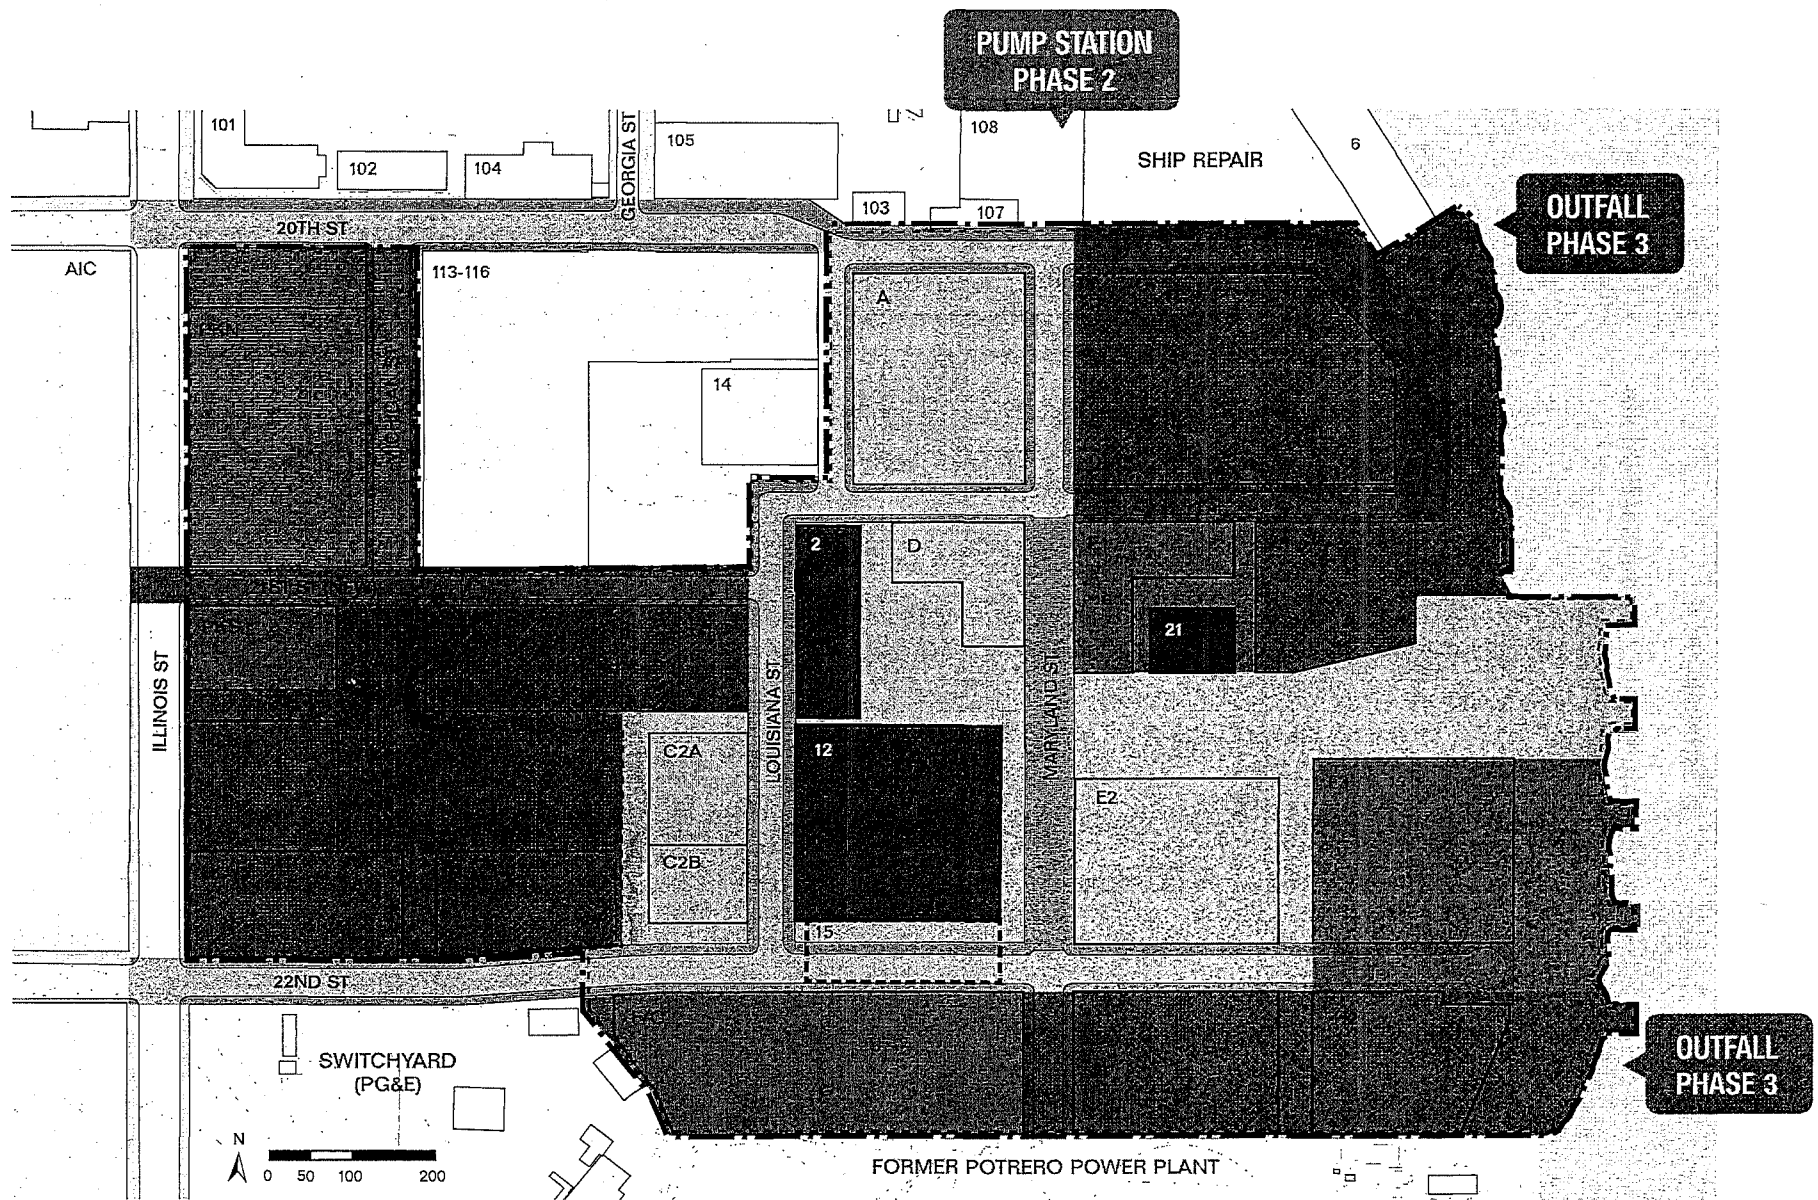 PUMP STATION
PHASE 2
101
102
104
GEORGIA ST
105
108
SHIP REPAIR
6
103
107
OUTFALL
PHASE 3
20TH ST
AIC
113-116
A
14
2
D
21
ILLINOIS ST
LOUISIANA ST
MARYLAND ST
C2A
12
E2
C2B
15
22ND ST
SWITCHYARD
(PG&E)
OUTFALL
PHASE 3
N
0 50 100 200
FORMER POTRERO POWER PLANT